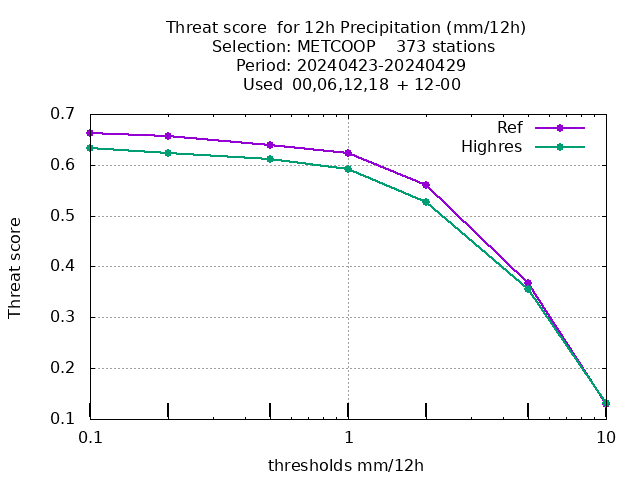 Threat score  for 12h Precipitation (mm/12h)
Selection: METCOOP    373 stations
Period: 20240423-20240429
Used  00,06,12,18 + 12-00
Ref
Highres
0.7
0.6
0.5
0.4
0.3
0.2
0.1
Threat score
0.1
1
10
thresholds mm/12h